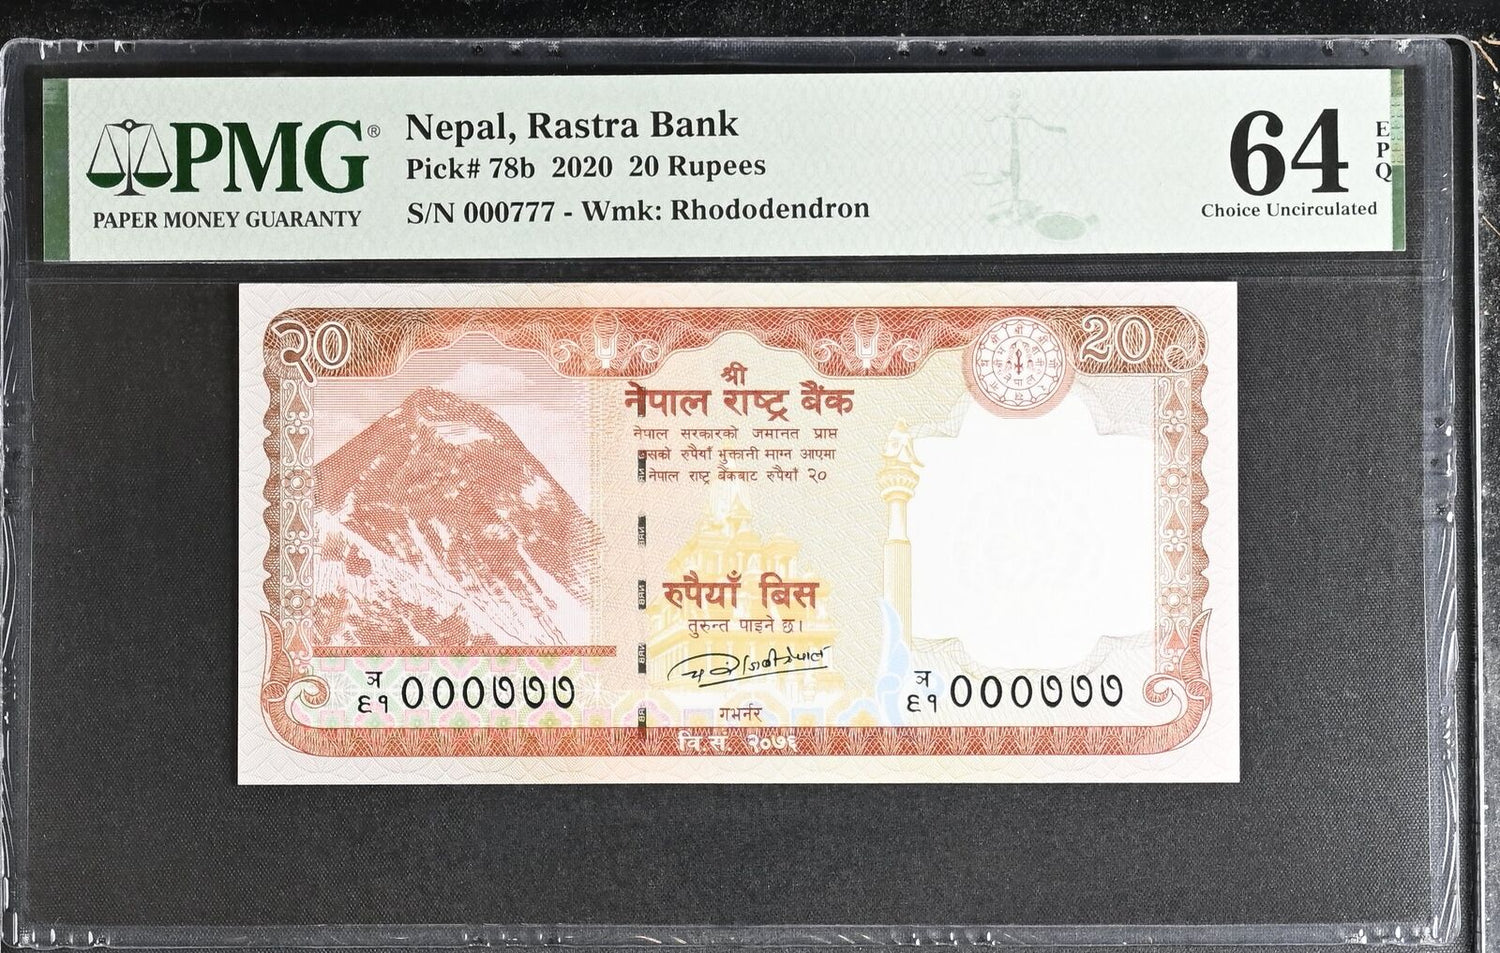 PMG®
PAPER MONEY GUARANTY
Nepal, Rastra Bank
Pick# 78b 2020 20 Rupees
S/N 000777 - Wmk: Rhododendron
64
EPQ
Choice Uncirculated
२०
20
श्री
नेपाल राष्ट्र बैंक
नेपाल सरकारको जमानत प्राप्त
यसको रुपैयाँ भुक्तानी माग्न आएमा
नेपाल राष्ट्र बैंकबाट रुपैयाँ २०
रुपैयाँ बिस
तुरुन्त पाइने छ।
ञ
६१ ०००७७७
ञ
६१ ०००७७७
गभर्नर
वि.सं. २०७६